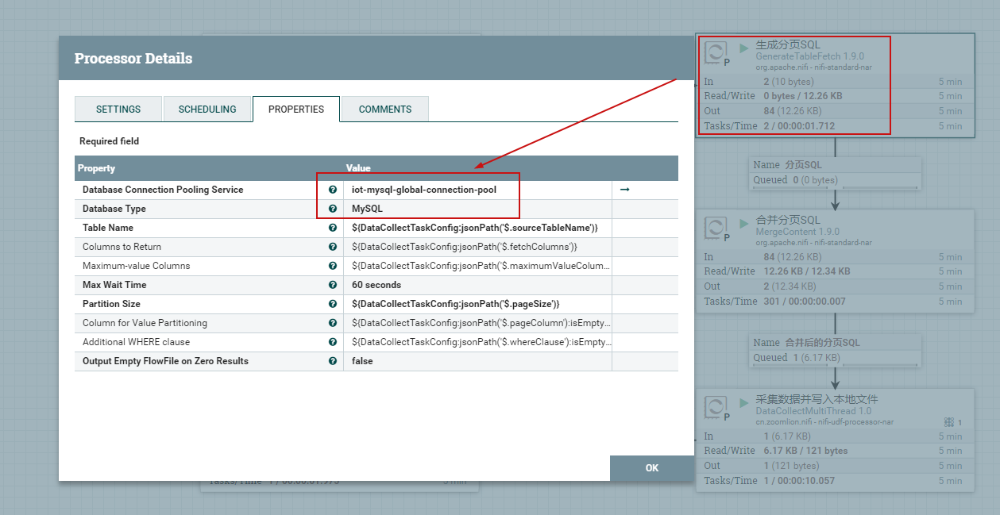 Processor Details
SETTINGS
SCHEDULING
PROPERTIES
COMMENTS
Required field
Property Value
Database Connection Pooling Service iot-mysql-global-connection-pool
Database Type MySQL
Table Name ${DataCollectTaskConfig:jsonPath('$.sourceTableName')}
Columns to Return ${DataCollectTaskConfig:jsonPath('$.fetchColumns')}
Maximum-value Columns ${DataCollectTaskConfig:jsonPath('$.maximumValueColum...
Max Wait Time 60 seconds
Partition Size ${DataCollectTaskConfig:jsonPath('$.pageSize')}
Column for Value Partitioning ${DataCollectTaskConfig:jsonPath('$.pageColumn'):isEmpty...
Additional WHERE clause ${DataCollectTaskConfig:jsonPath('$.whereClause'):isEmpty...
Output Empty FlowFile on Zero Results false
OK
生成分页SQL
GenerateTableFetch 1.9.0
P
org.apache.nifi - nifi-standard-nar
In 2 (10 bytes) 5 min
Read/Write 0 bytes / 12.26 KB 5 min
Out 84 (12.26 KB) 5 min
Tasks/Time 2 / 00:00:01.712 5 min
Name 分页SQL
Queued 0 (0 bytes)
合并分页SQL
MergeContent 1.9.0
P
org.apache.nifi - nifi-standard-nar
In 84 (12.26 KB) 5 min
Read/Write 12.26 KB / 12.34 KB 5 min
Out 2 (12.34 KB) 5 min
Tasks/Time 301 / 00:00:00.007 5 min
Name 合并后的分页SQL
Queued 1 (6.17 KB)
采集数据并写入本地文件
DataCollectMultiThread 1.0
P
cn.zoomlion.nifi - nifi-udf-processor-nar
1
In 1 (6.17 KB) 5 min
Read/Write 6.17 KB / 121 bytes 5 min
Out 1 (121 bytes) 5 min
Tasks/Time 1 / 00:00:10.057 5 min